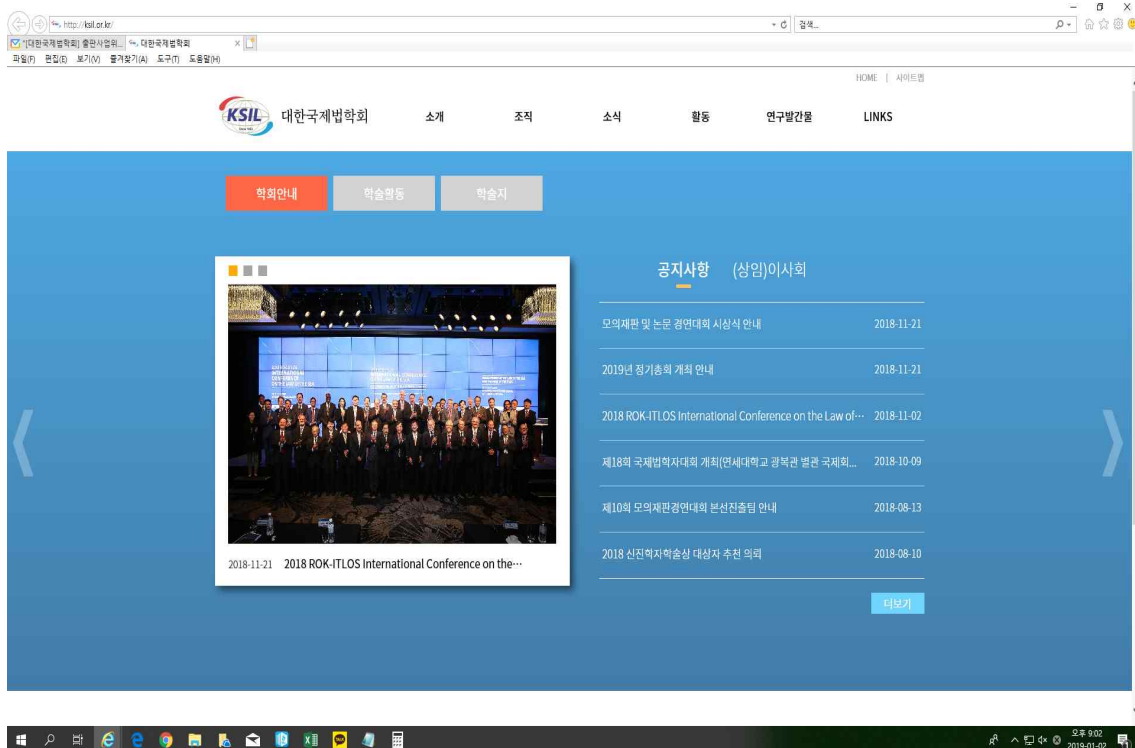 http://ksil.or.kr/
검색...
*[대한국제법학회] 출판사업위...
대한국제법학회
파일(F) 편집(E) 보기(V) 즐겨찾기(A) 도구(T) 도움말(H)
HOME | 사이트맵
KSIL
대한국제법학회
소개 조직 소식 활동 연구발간물 LINKS
학회안내 학술활동 학술지
공지사항 (상임)이사회
모의재판 및 논문 경연대회 시상식 안내 2018-11-21
2019년 정기총회 개최 안내 2018-11-21
2018 ROK-ITLOS International Conference on the Law of… 2018-11-02
제18회 국제법학자대회 개최(연세대학교 광복관 별관 국제회... 2018-10-09
제10회 모의재판경연대회 본선진출팀 안내 2018-08-13
2018 신진학자학술상 대상자 추천 의뢰 2018-08-10
더보기
INTERNATIONAL
CONFERENCE
2018-11-21 2018 ROK-ITLOS International Conference on the…
오후 9:02
2019-01-02